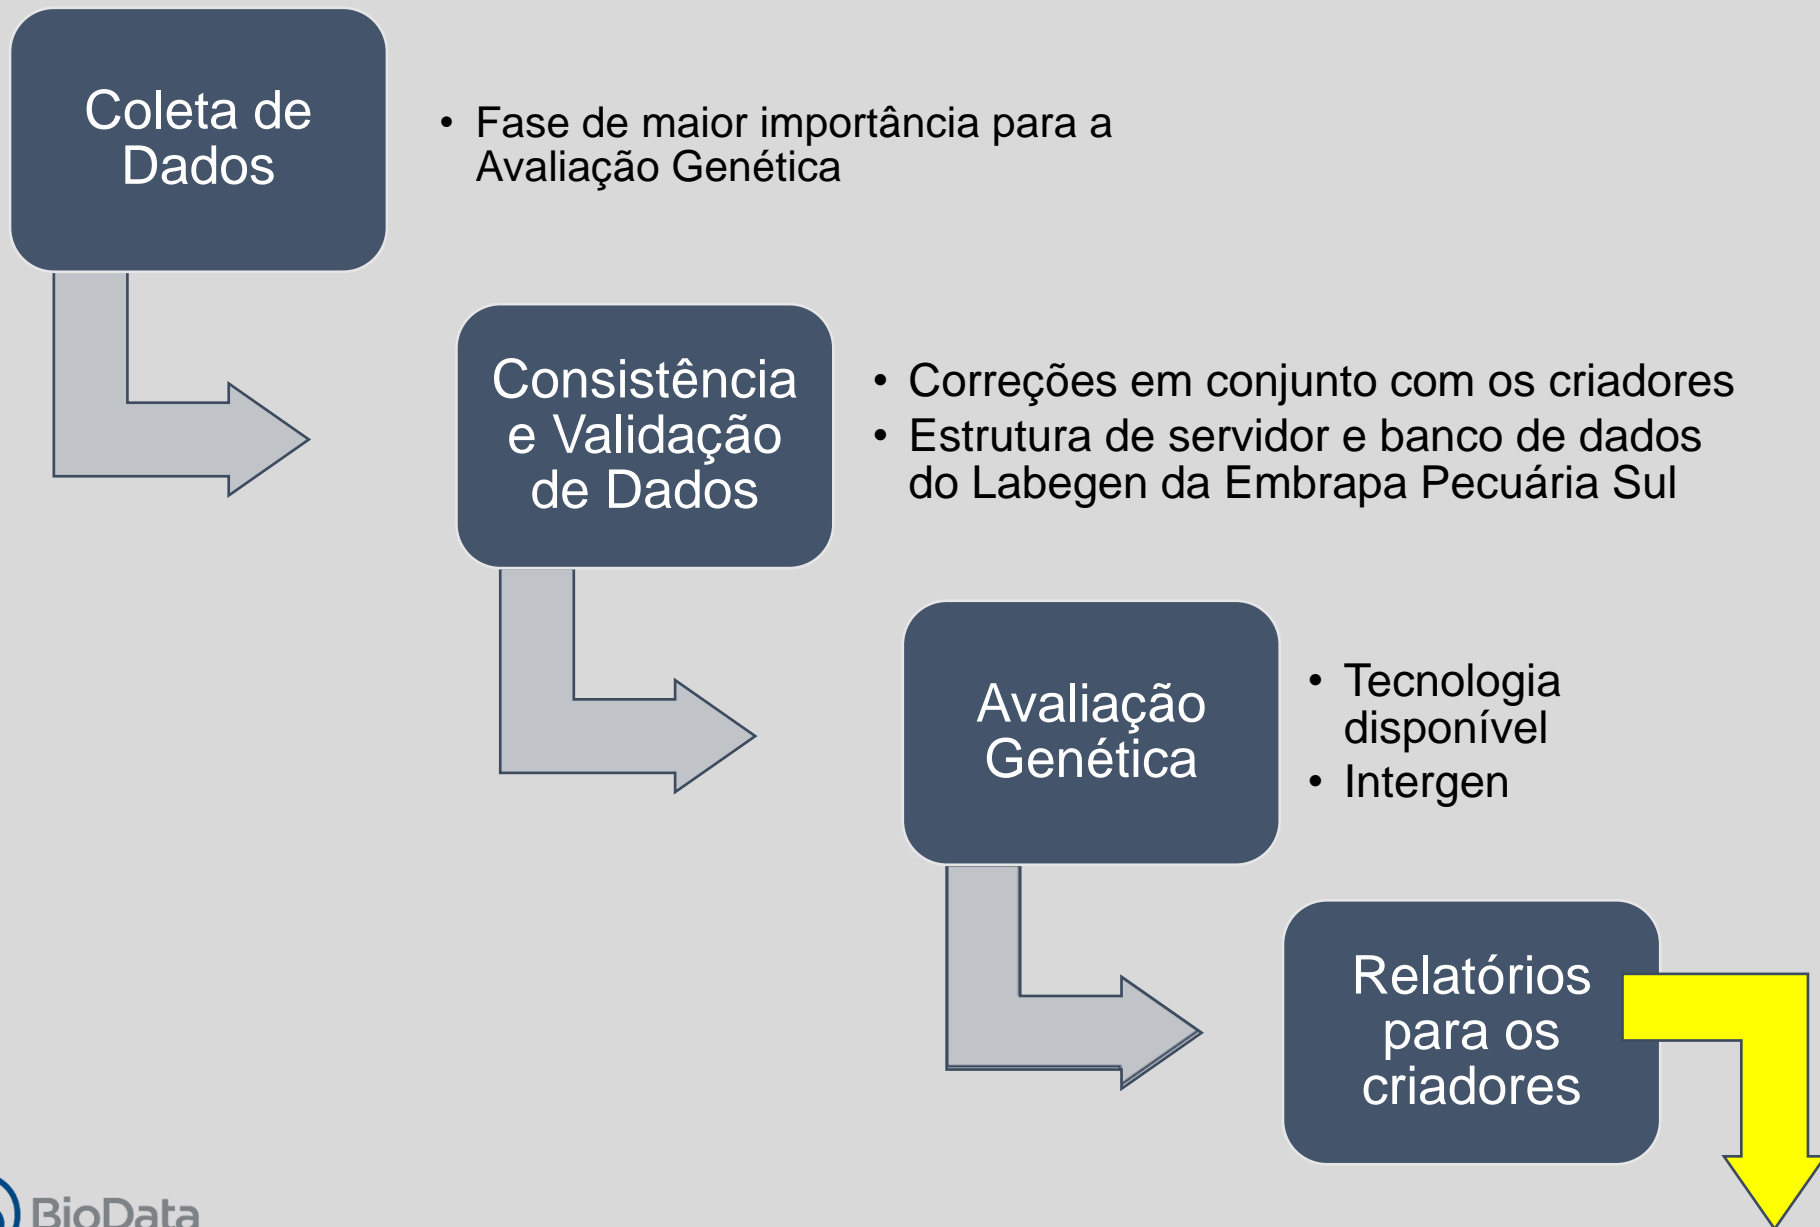 Coleta de
Dados
• Fase de maior importância para a
Avaliação Genética
Consistência
e Validação
de Dados
• Correções em conjunto com os criadores
• Estrutura de servidor e banco de dados
do Labegen da Embrapa Pecuária Sul
Avaliação
Genética
• Tecnologia
disponível
• Intergen
Relatórios
para os
criadores
BioData